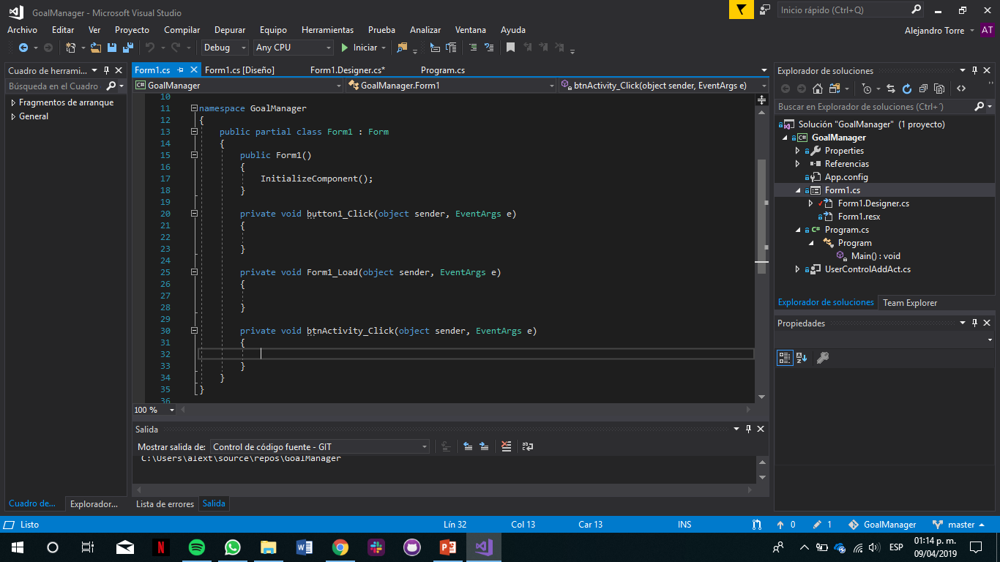 GoalManager - Microsoft Visual Studio
Inicio rápido (Ctrl+Q)
Archivo Editar Ver Proyecto Compilar Depurar Equipo Herramientas Prueba Analizar Ventana Ayuda
Alejandro Torre AT
Debug Any CPU Iniciar
Cuadro de herrami...
Búsqueda en el Cuadro
Fragmentos de arranque
General
Form1.cs Form1.cs [Diseño] Form1.Designer.cs* Program.cs
GoalManager GoalManager.Form1 btnActivity_Click(object sender, EventArgs e)
10
11 namespace GoalManager
12 {
13 public partial class Form1 : Form
14 {
15 public Form1()
16 {
17 InitializeComponent();
18 }
19
20 private void button1_Click(object sender, EventArgs e)
21 {
22
23 }
24
25 private void Form1_Load(object sender, EventArgs e)
26 {
27
28 }
29
30 private void btnActivity_Click(object sender, EventArgs e)
31 {
32
33 }
34 }
35 }
36
100 %
Salida
Mostrar salida de: Control de código fuente - GIT
C:\Users\alext\source\repos\GoalManager
Cuadro de... Explorador...
Lista de errores Salida
Explorador de soluciones
Buscar en Explorador de soluciones (Ctrl+´)
Solución "GoalManager" (1 proyecto)
GoalManager
Properties
Referencias
App.config
Form1.cs
Form1.Designer.cs
Form1.resx
Program.cs
Program
Main() : void
UserControlAddAct.cs
Explorador de soluciones Team Explorer
Propiedades
Listo Lín 32 Col 13 Car 13 INS 0 1 GoalManager master
ESP
01:14 p. m.
09/04/2019